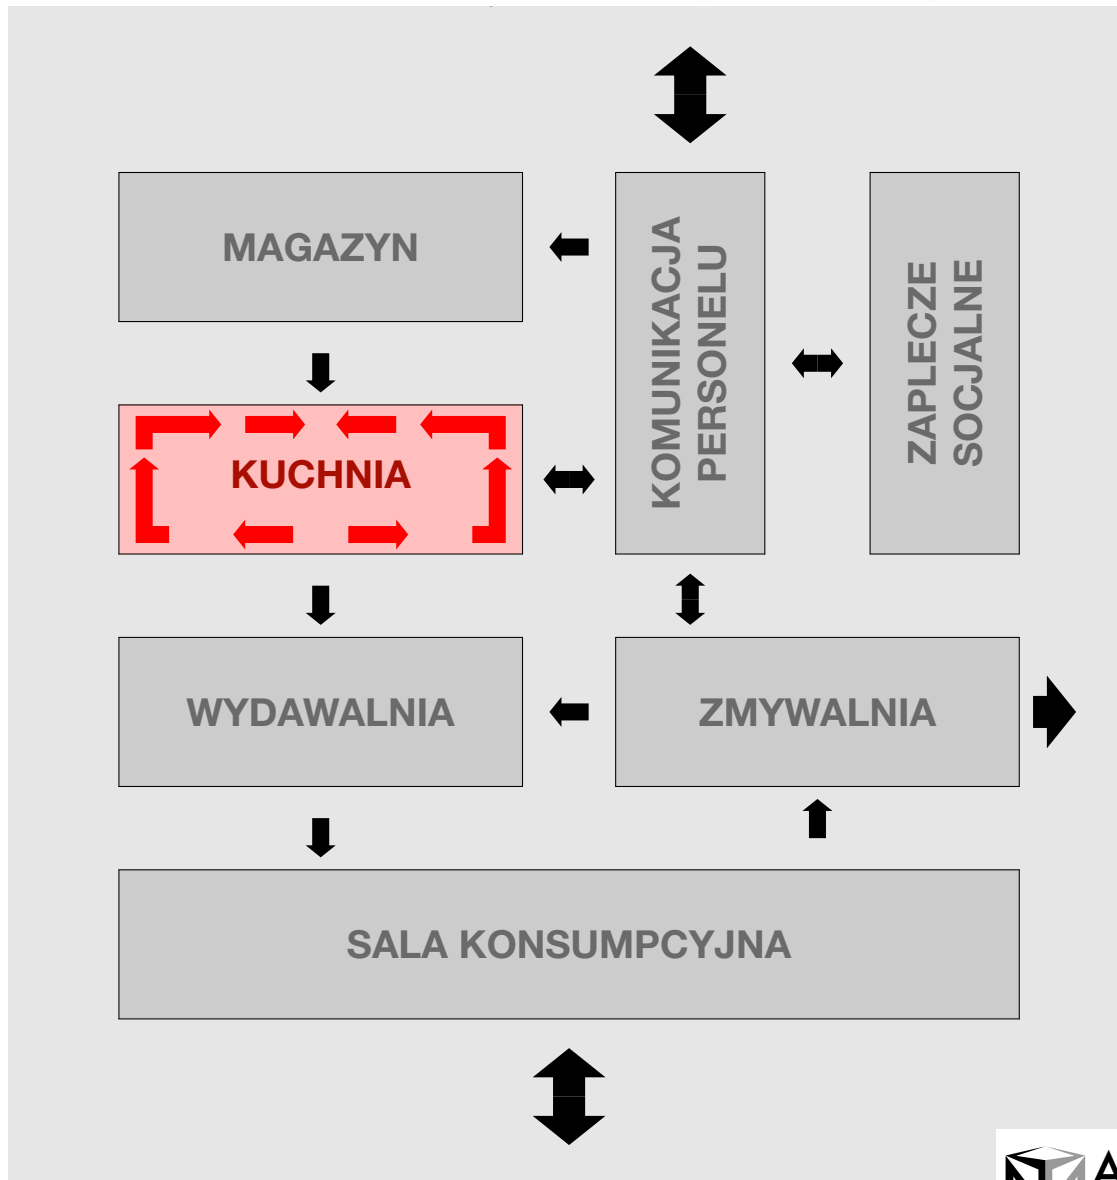 MAGAZYN
KOMUNIKACJA
PERSONELU
ZAPLECZE
SOCJALNE
KUCHNIA
WYDAWALNIA
ZMYWALNIA
SALA KONSUMPCYJNA